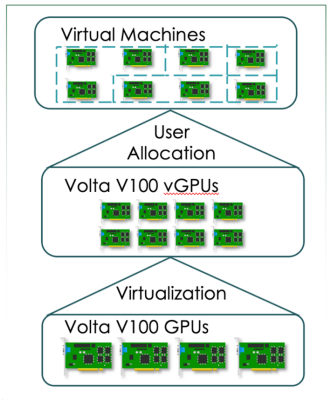 Virtual Machines
User
Allocation
Volta V100 vGPUs
Virtualization
Volta V100 GPUs